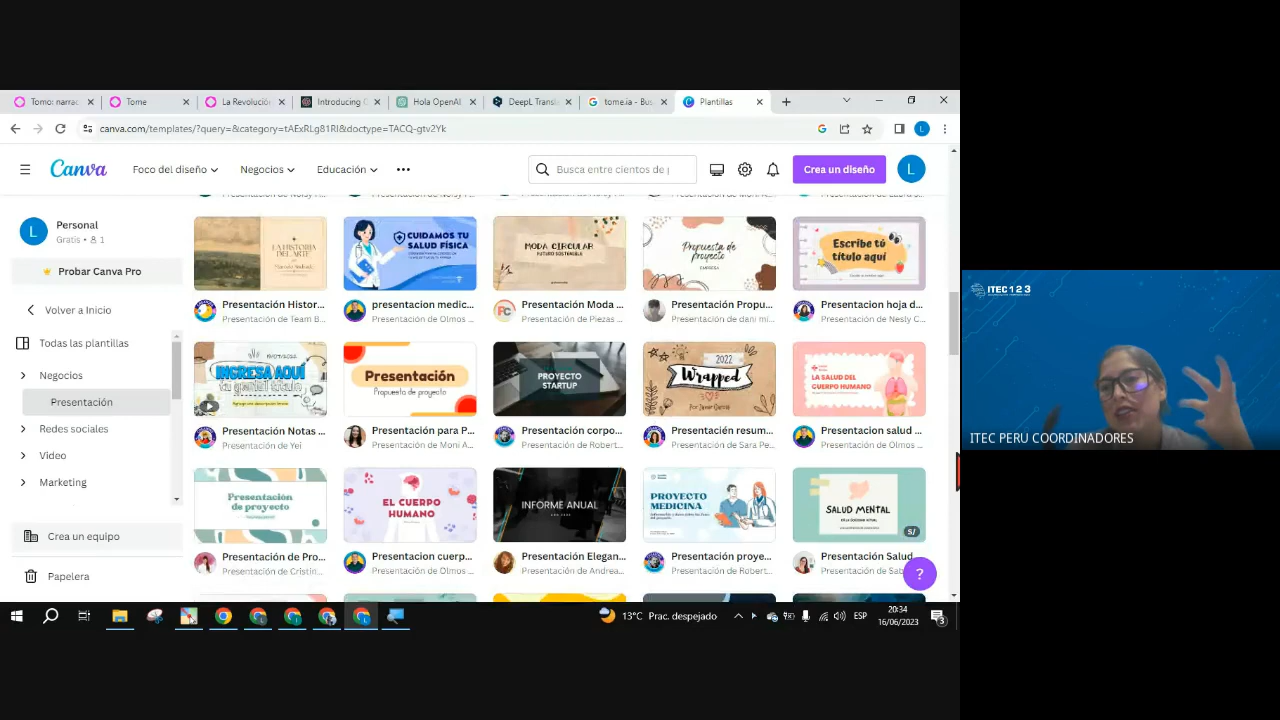 Tomo: narrac
Tome
La Revolución
Introducing C
Hola OpenAI
DeepL Transl
tome.ia - Bus
Plantillas
canva.com/templates/?query=&category=tAExRLg81RI&doctype=TACQ-gtv2Yk
L
Canva
Foco del diseño
Negocios
Educación
Busca entre cientos de
Crea un diseño
L
L
Personal
Gratis • 1
Probar Canva Pro
Volver a Inicio
Todas las plantillas
Negocios
Presentación
Redes sociales
Video
Marketing
Crea un equipo
Papelera
LA HISTORIA
DEL ARTE
CUIDAMOS TU
SALUD FÍSICA
MODA CIRCULAR
FUTURO SOSTENIBLE
Propuesta de
proyecto
EMPRESA
Escribe tú
título aquí
Presentación Histor...
Presentación de Team B...
presentacion medic...
Presentación de Olmos ...
Presentación Moda ...
Presentación de Piezas ...
Presentación Propu...
Presentación de dani mi...
Presentacion hoja d...
Presentación de Nesly C...
INGRESA AQUÍ
tu genial título
Presentación
Propuesta de proyecto
PROYECTO
STARTUP
2022
Wrapped
LA SALUD DEL
CUERPO HUMANO
Presentación Notas ...
Presentación de Yei
Presentación para P...
Presentación de Moni A...
Presentación corpo...
Presentación de Robert...
Presentación resum...
Presentación de Sara Pe...
Presentacion salud ...
Presentación de Olmos ...
Presentación
de proyecto
EL CUERPO
HUMANO
INFORME ANUAL
PROYECTO
MEDICINA
SALUD MENTAL
S/
Presentación de Pro...
Presentación de Cristin...
Presentacion cuerp...
Presentación de Olmos ...
Presentación Elegan...
Presentación de Andrea...
Presentación proye...
Presentación de Robert...
Presentación Salud...
Presentación de Sab
?
13°C Prac. despejado
ESP
20:34
16/06/2023
3
ITEC 1 2 3
ITEC PERU COORDINADORES